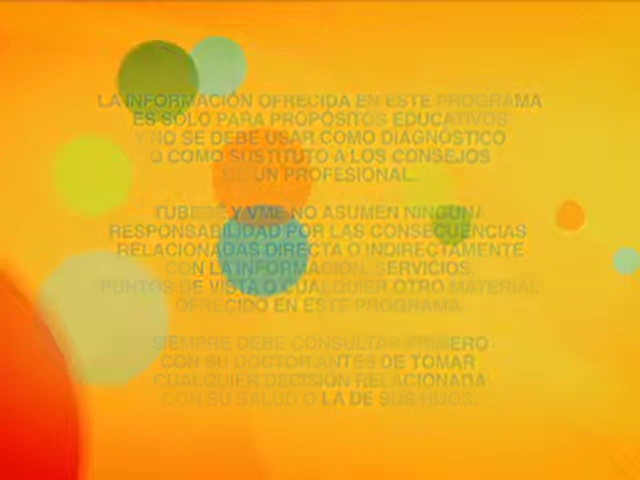 LA INFORMACIÓN OFRECIDA EN ESTE PROGRAMA
ES SÓLO PARA PROPÓSITOS EDUCATIVOS
Y NO SE DEBE USAR COMO DIAGNÓSTICO
O COMO SUSTITUTO A LOS CONSEJOS
DE UN PROFESIONAL.
Y VME NO ASUMEN NINGUNA
RESPONSABILIDAD POR LAS CONSECUENCIAS
RELACIONADAS DIRECTA O INDIRECTAMENTE
CON LA INFORMACIÓN, SERVICIOS,
PUNTOS DE VISTA O CUALQUIER OTRO MATERIAL
OFRECIDO EN ESTE PROGRAMA.
SIEMPRE DEBE CONSULTAR PRIMERO
CON SU DOCTOR ANTES DE TOMAR
CUALQUIER DECISIÓN RELACIONADA
CON SU SALUD O LA DE SUS HIJOS.